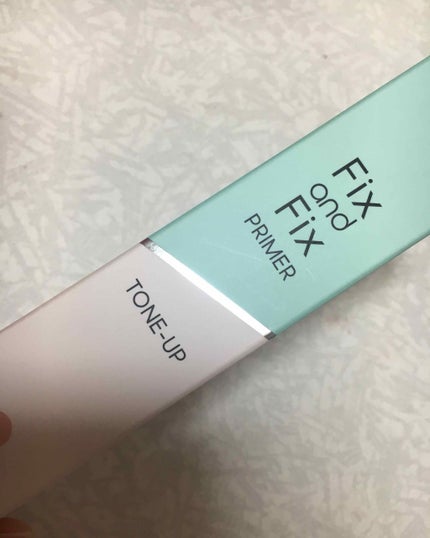 Fix
and
Fix
PRIMER
TONE-UP